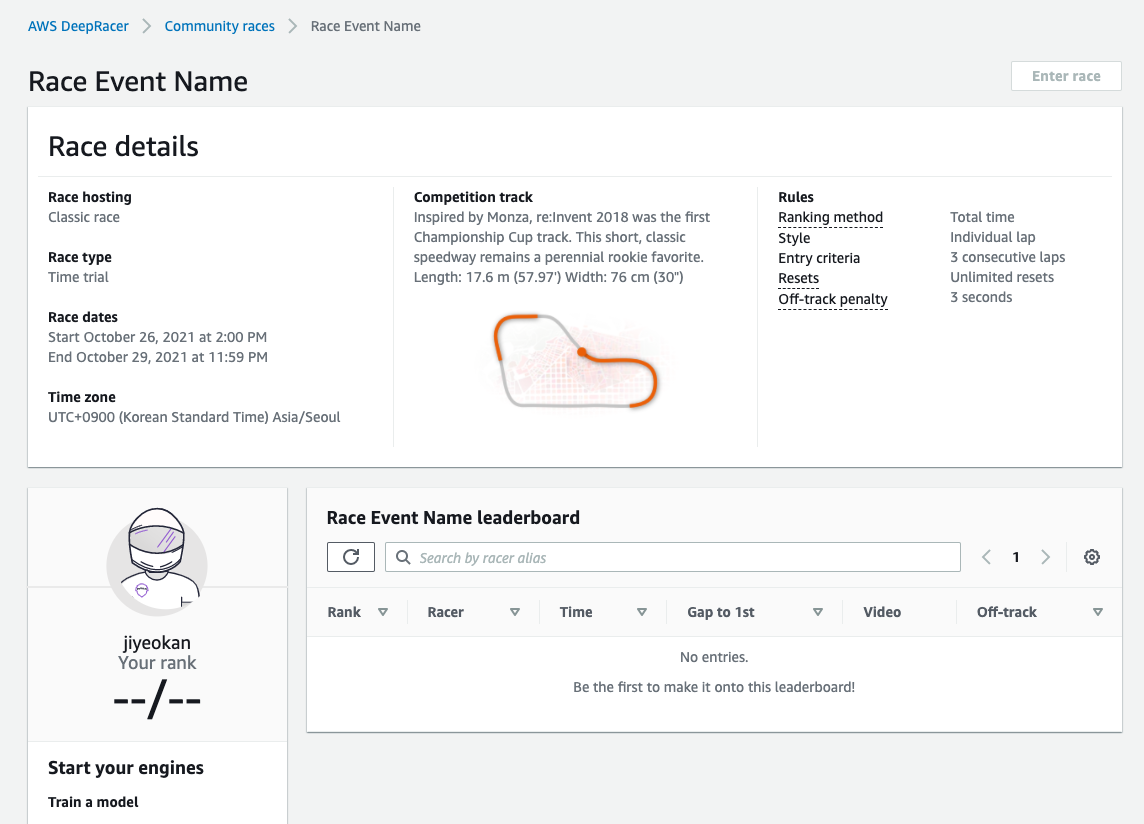 AWS DeepRacer > Community races > Race Event Name
Race Event Name
Enter race
Race details
Race hosting
Classic race
Race type
Time trial
Race dates
Start October 26, 2021 at 2:00 PM
End October 29, 2021 at 11:59 PM
Time zone
UTC+0900 (Korean Standard Time) Asia/Seoul
Competition track
Inspired by Monza, re:Invent 2018 was the first
Championship Cup track. This short, classic
speedway remains a perennial rookie favorite.
Length: 17.6 m (57.97') Width: 76 cm (30")
Rules
Ranking method Total time
Style Individual lap
Entry criteria 3 consecutive laps
Resets Unlimited resets
Off-track penalty 3 seconds
jiyeokan
Your rank
--/--
Start your engines
Train a model
Race Event Name leaderboard
Search by racer alias
1
Rank Racer Time Gap to 1st Video Off-track
No entries.
Be the first to make it onto this leaderboard!